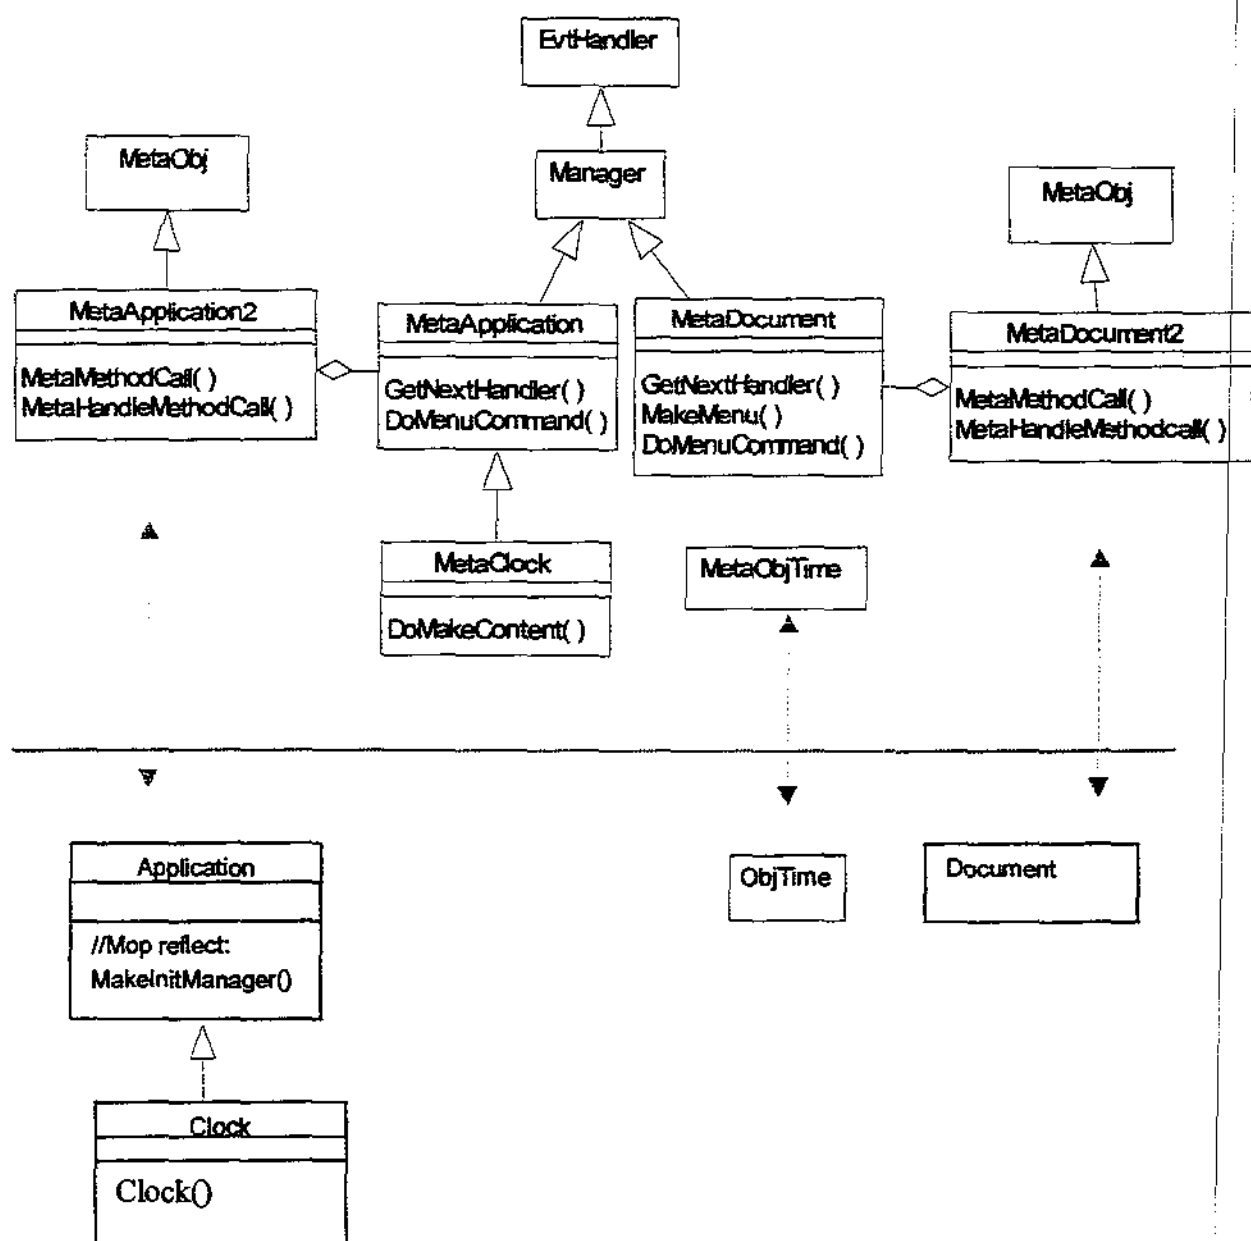 EvtHandler
MetaObj
Manager
MetaObj
MetaApplication2
MetaMethodCall( )
MetaHandleMethodCall( )
MetaApplication
GetNextHandler( )
DoMenuCommand( )
MetaDocument
GetNextHandler( )
MakeMenu( )
DoMenuCommand( )
MetaDocument2
MetaMethodCall( )
MetaHandleMethodcall( )
MetaClock
DoMakeContent( )
MetaObjTime
Application
//Mop reflect:
MakeInitManager()
ObjTime
Document
Clock
Clock()